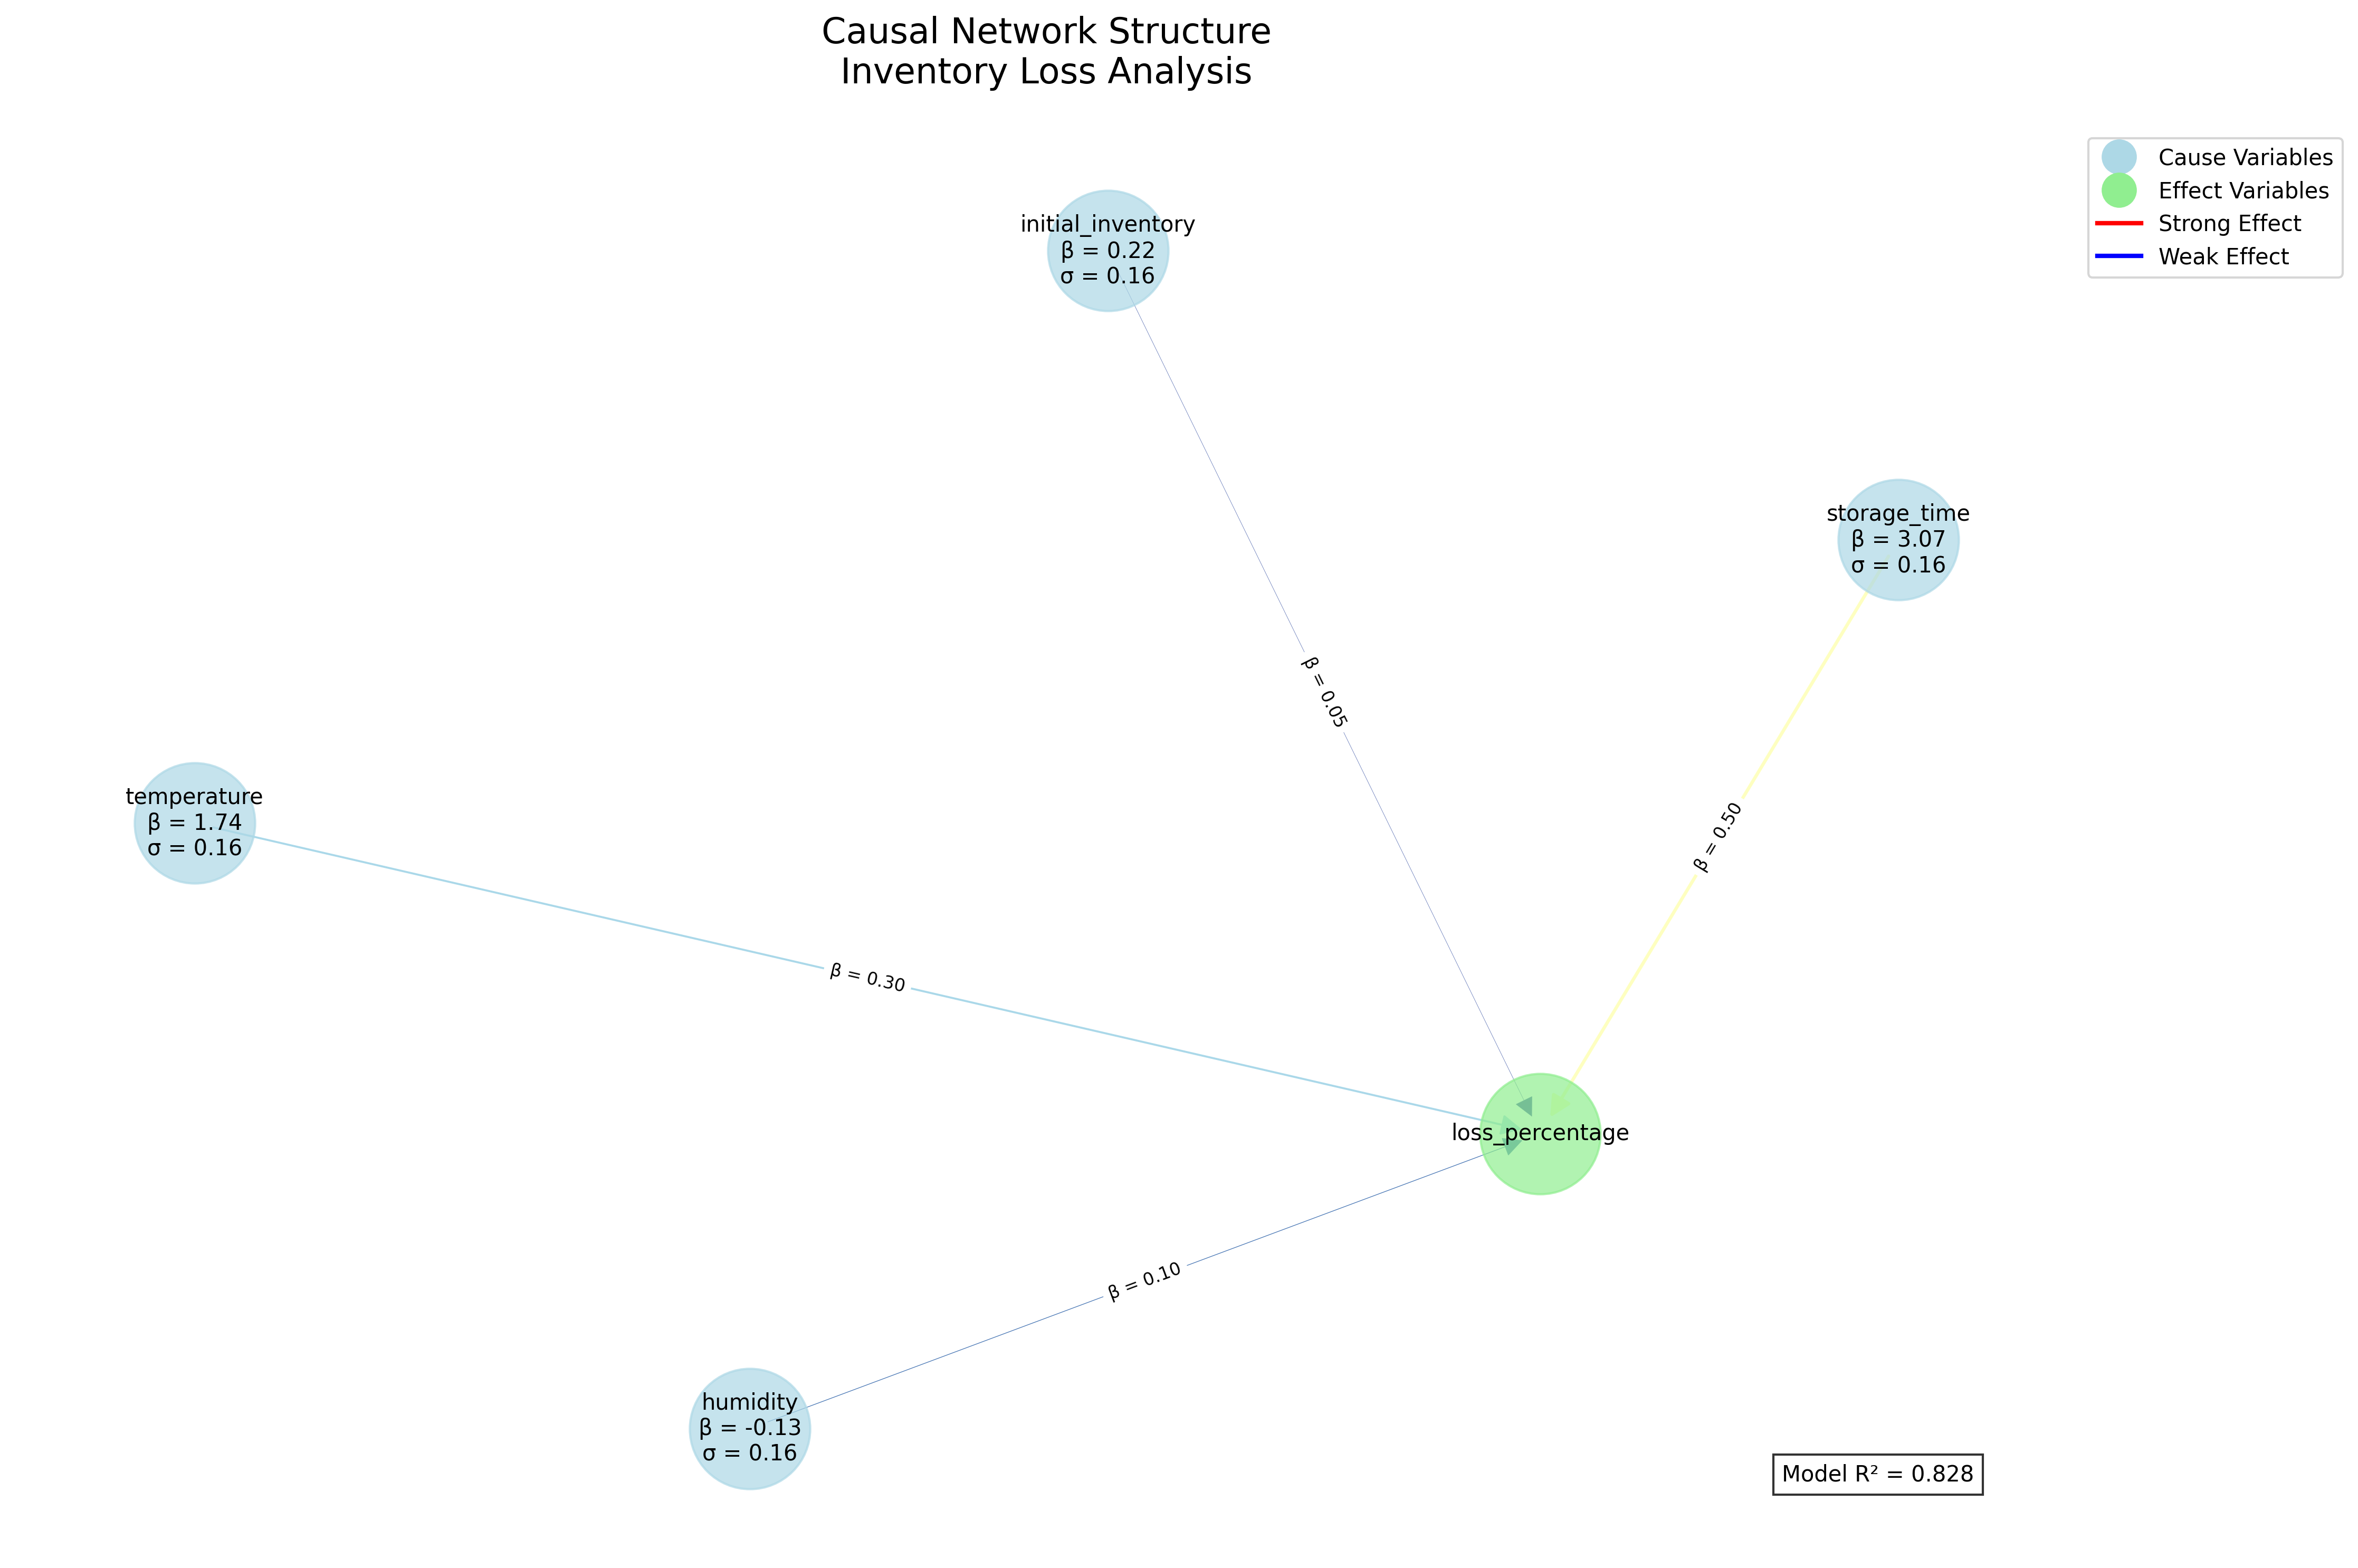 Causal Network Structure
Inventory Loss Analysis
Cause Variables
Effect Variables
Strong Effect
Weak Effect
initial_inventory
β = 0.22
σ = 0.16
storage_time
β = 3.07
σ = 0.16
β = 0.05
temperature
β = 1.74
σ = 0.16
β = 0.50
β = 0.30
loss_percentage
β = 0.10
humidity
β = -0.13
σ = 0.16
Model R² = 0.828